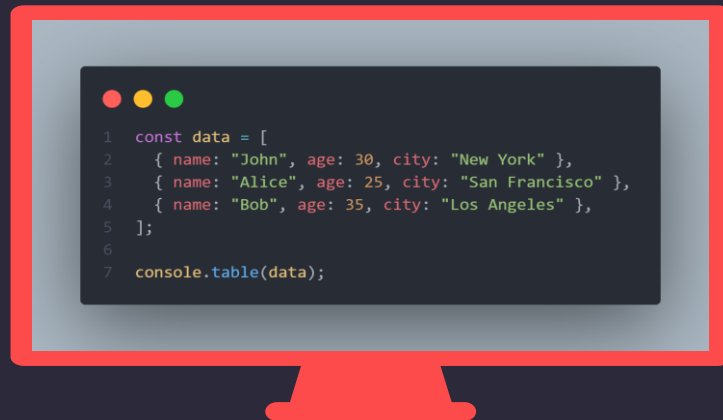 1 const data = [
2 { name: "John", age: 30, city: "New York" },
3 { name: "Alice", age: 25, city: "San Francisco" },
4 { name: "Bob", age: 35, city: "Los Angeles" },
5 ];
6
7 console.table(data);